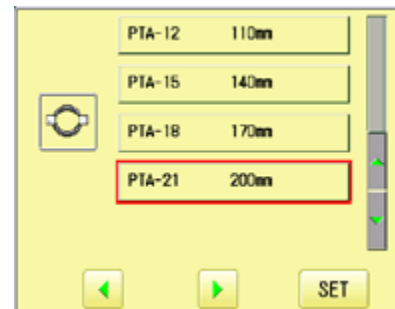 PTA-12 110mm
PTA-15 140mm
PTA-18 170mm
PTA-21 200mm
SET